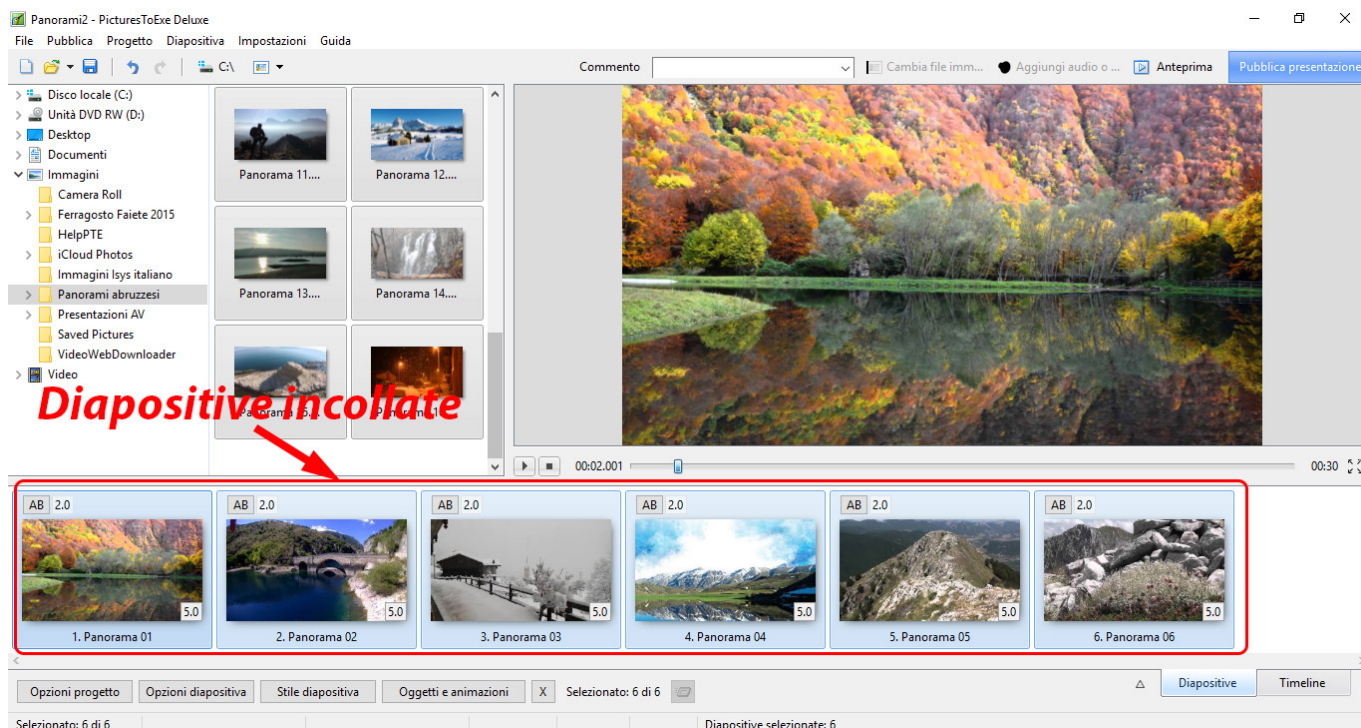 Panorami2 - PicturesToExe Deluxe
File Pubblica Progetto Diapositiva Impostazioni Guida
C:\ Commento Cambia file imm... Aggiungi audio o ... Anteprima Pubblica presentazione
Disco locale (C:)
Unità DVD RW (D:)
Desktop
Documenti
Immagini
Camera Roll
Ferragosto Faiete 2015
HelpPTE
iCloud Photos
Immagini Isys italiano
Panorami abruzzesi
Presentazioni AV
Saved Pictures
VideoWebDownloader
Video
Panorama 11.... Panorama 12....
Panorama 13.... Panorama 14....
Diapositive incollate
00:02.001 00:30
AB 2.0 AB 2.0 AB 2.0 AB 2.0 AB 2.0 AB 2.0
5.0 5.0 5.0 5.0 5.0 5.0
1. Panorama 01 2. Panorama 02 3. Panorama 03 4. Panorama 04 5. Panorama 05 6. Panorama 06
Opzioni progetto Opzioni diapositiva Stile diapositiva Oggetti e animazioni X Selezionato: 6 di 6 Diapositive Timeline
Selezionato: 6 di 6 Diapositive selezionate: 6